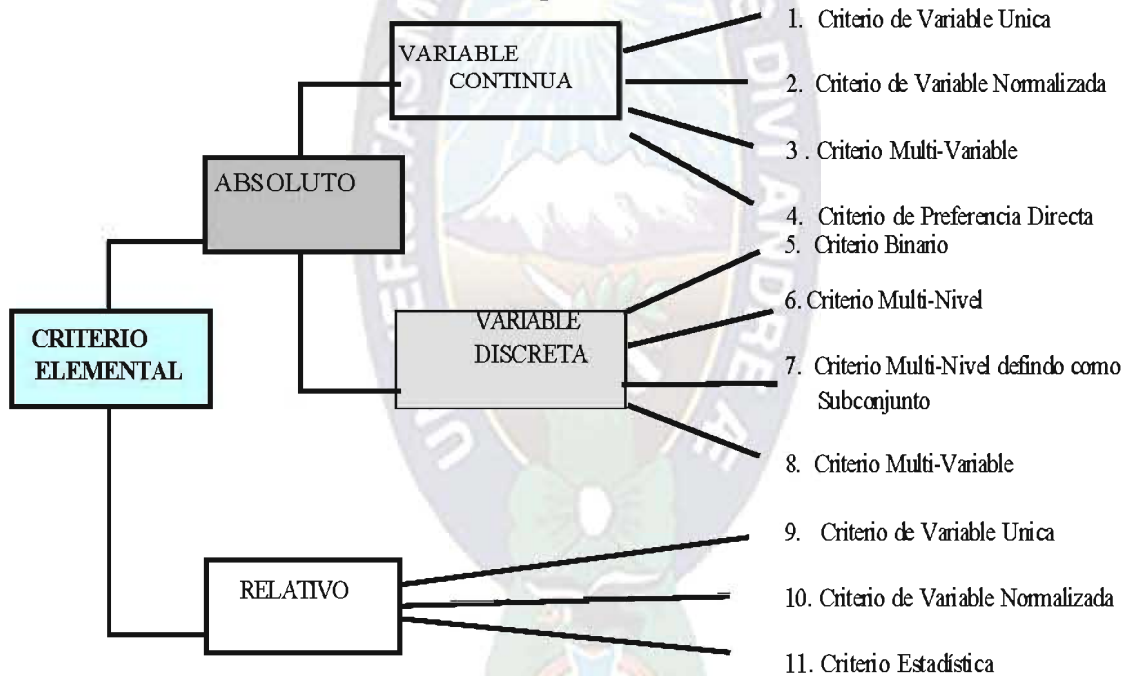 VARIABLE
CONTINUA
1. Criterio de Variable Unica
2. Criterio de Variable Normalizada
3 . Criterio Multi-Variable
4. Criterio de Preferencia Directa
ABSOLUTO
5. Criterio Binario
6. Criterio Multi-Nivel
VARIABLE
DISCRETA
7. Criterio Multi-Nivel defindo como
Subconjunto
8. Criterio Multi-Variable
CRITERIO
ELEMENTAL
9. Criterio de Variable Unica
RELATIVO
10. Criterio de Variable Normalizada
11. Criterio Estadística
DIVI ANDRE Æ